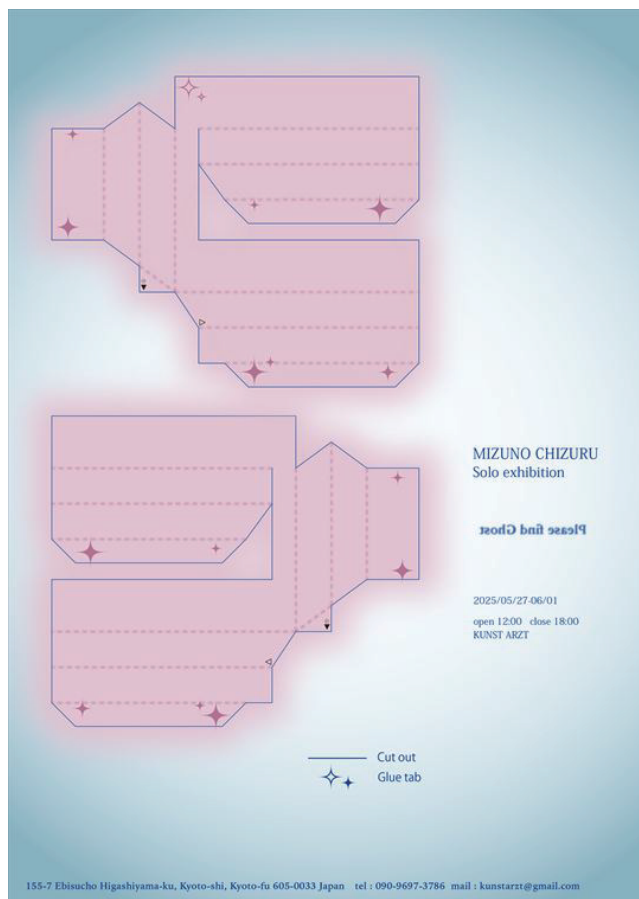 MIZUNO CHIZURU
Solo exhibition
Please find Ghost
2025/05/27-06/01
open 12:00 close 18:00
KUNST ARZT
Cut out
Glue tab
155-7 Ebisucho Higashiyama-ku, Kyoto-shi, Kyoto-fu 605-0033 Japan tel : 090-9697-3786 mail : kunstarzt@gmail.com